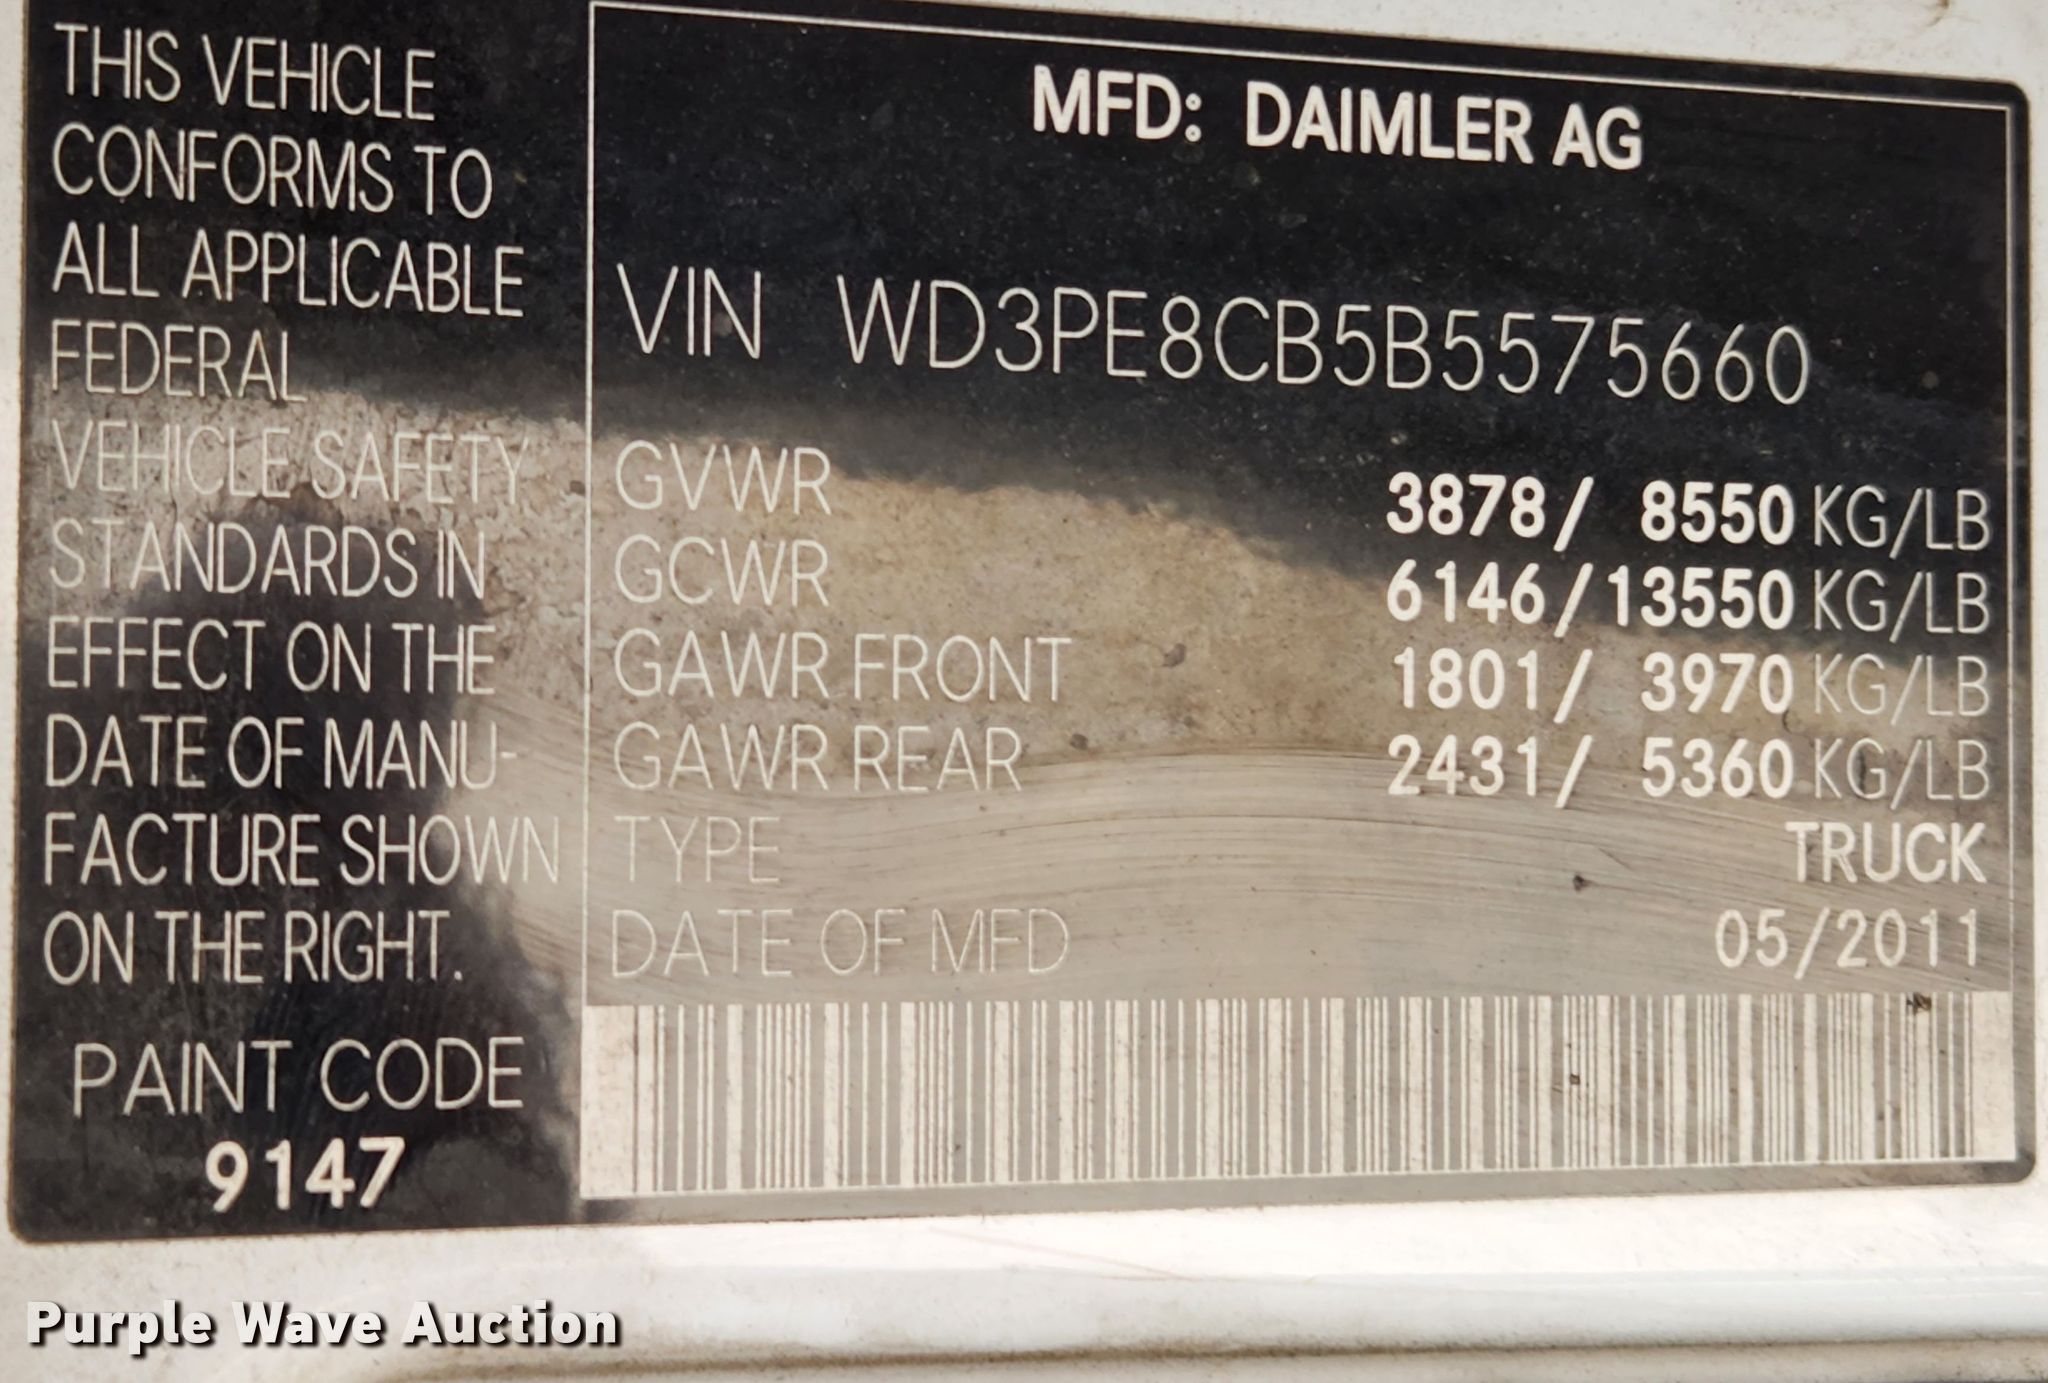 THIS VEHICLE
CONFORMS TO
ALL APPLICABLE
FEDERAL
VEHICLE SAFETY
STANDARDS IN
EFFECT ON THE
DATE OF MANU-
FACTURE SHOWN
ON THE RIGHT.
PAINT CODE
9147
MFD: DAIMLER AG
VIN WD3PE8CB5B5575660
GVWR 3878/ 8550 KG/LB
GCWR 6146/13550 KG/LB
GAWR FRONT 1801/ 3970 KG/LB
GAWR REAR 2431/ 5360 KG/LB
TYPE TRUCK
DATE OF MFD 05/2011
Purple Wave Auction